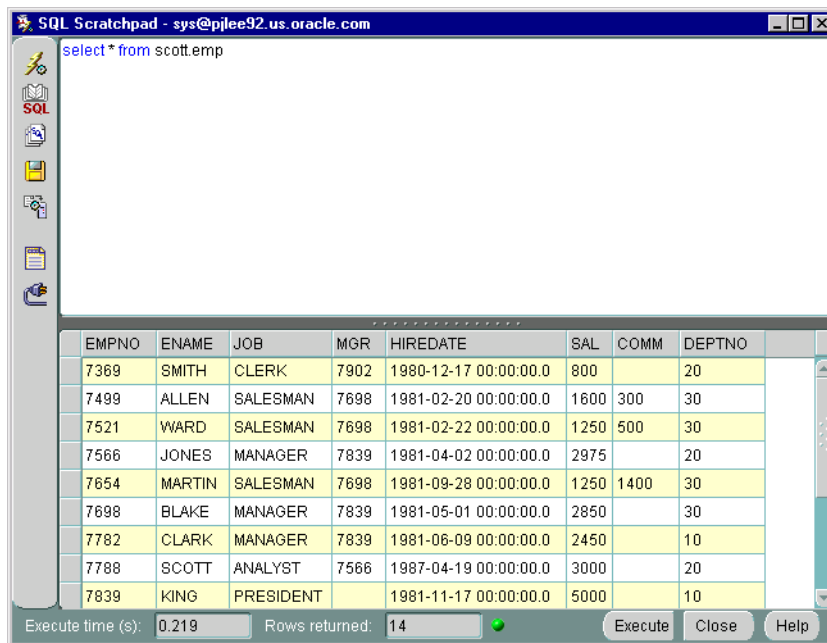 SQL Scratchpad - sys@pjlee92.us.oracle.com
select * from scott.emp
SQL
EMPNO ENAME JOB MGR HIREDATE SAL COMM DEPTNO
7369 SMITH CLERK 7902 1980-12-17 00:00:00.0 800 20
7499 ALLEN SALESMAN 7698 1981-02-20 00:00:00.0 1600 300 30
7521 WARD SALESMAN 7698 1981-02-22 00:00:00.0 1250 500 30
7566 JONES MANAGER 7839 1981-04-02 00:00:00.0 2975 20
7654 MARTIN SALESMAN 7698 1981-09-28 00:00:00.0 1250 1400 30
7698 BLAKE MANAGER 7839 1981-05-01 00:00:00.0 2850 30
7782 CLARK MANAGER 7839 1981-06-09 00:00:00.0 2450 10
7788 SCOTT ANALYST 7566 1987-04-19 00:00:00.0 3000 20
7839 KING PRESIDENT 1981-11-17 00:00:00.0 5000 10
Execute time (s): 0.219 Rows returned: 14 Execute Close Help